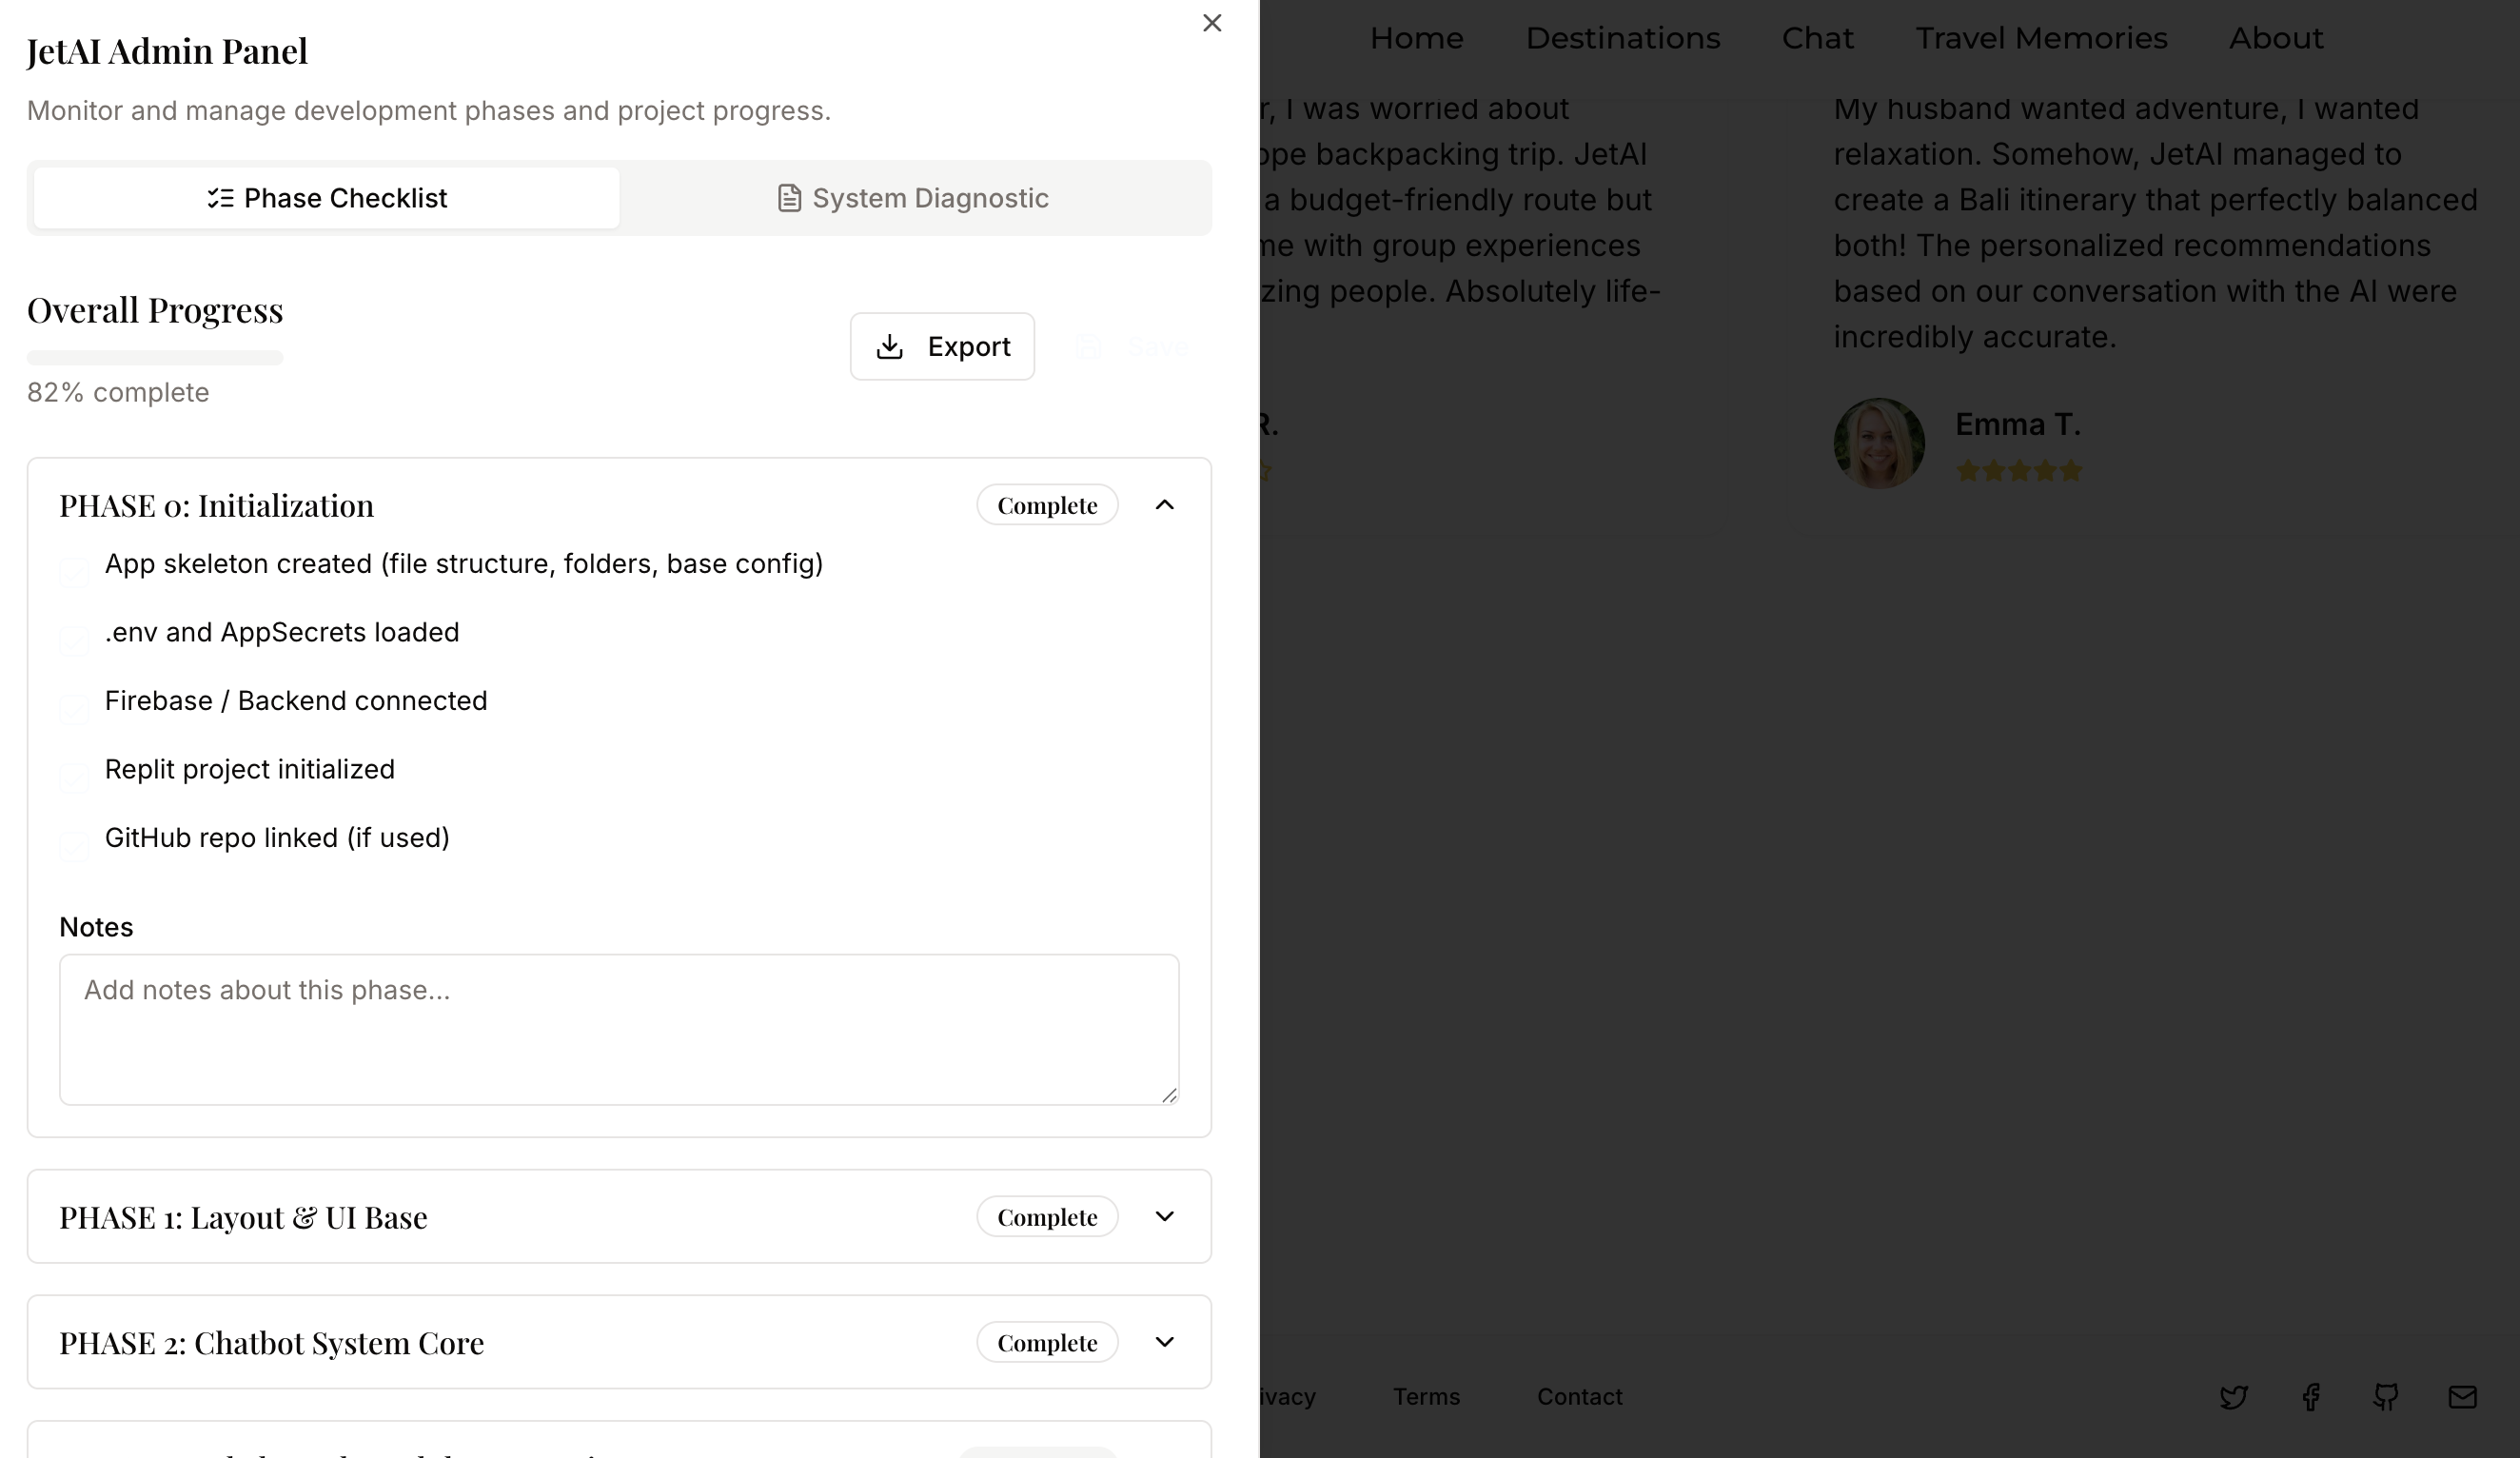 JetAI Admin Panel
Monitor and manage development phases and project progress.
Phase Checklist
System Diagnostic
Overall Progress
82% complete
Export
Save
PHASE 0: Initialization
Complete
App skeleton created (file structure, folders, base config)
.env and AppSecrets loaded
Firebase / Backend connected
Replit project initialized
GitHub repo linked (if used)
Notes
Add notes about this phase...
PHASE 1: Layout & UI Base
Complete
PHASE 2: Chatbot System Core
Complete
Home
Destinations
Chat
Travel Memories
About
r, I was worried about
ope backpacking trip. JetAI
a budget-friendly route but
me with group experiences
zing people. Absolutely life-
R.
My husband wanted adventure, I wanted
relaxation. Somehow, JetAI managed to
create a Bali itinerary that perfectly balanced
both! The personalized recommendations
based on our conversation with the AI were
incredibly accurate.
Emma T.
ivacy
Terms
Contact